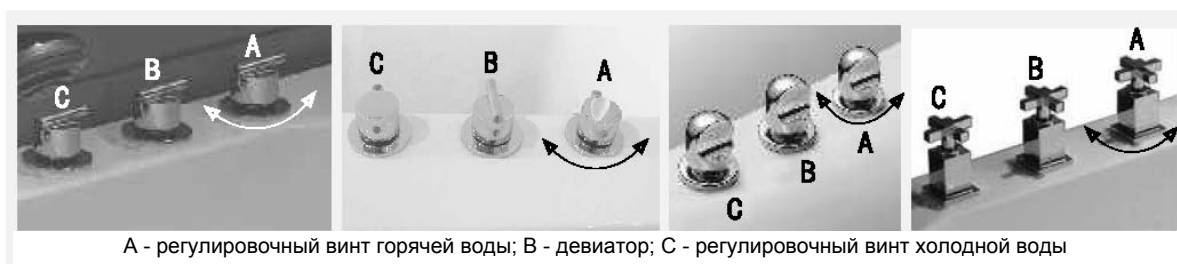 A
B
C
C
B
A
A
B
C
A
B
C
А - регулировочный винт горячей воды; В - девиатор; С - регулировочный винт холодной воды